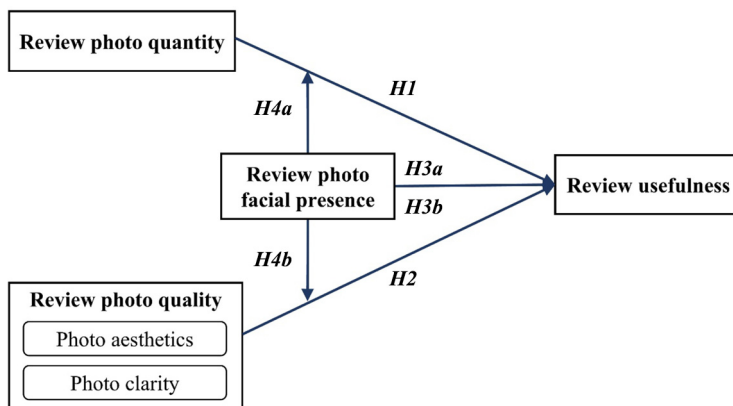 Review photo quantity
H1
H4a
Review photo
facial presence
H3a
H3b
Review usefulness
H4b
H2
Review photo quality
Photo aesthetics
Photo clarity